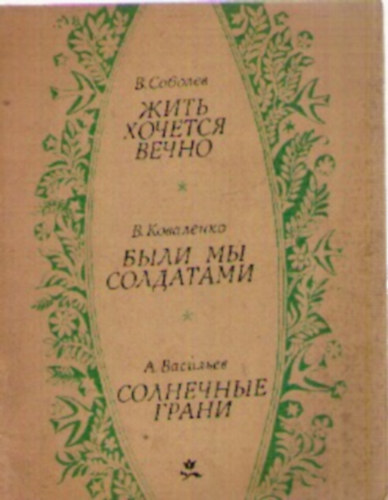 В. Соболев
ЖИТЬ
ХОЧЕТСЯ
ВЕЧНО
В. Коваленко
БЫЛИ МЫ
СОЛДАТАМИ
А. Васильев
СОЛНЕЧНЫЕ
ГРАНИ